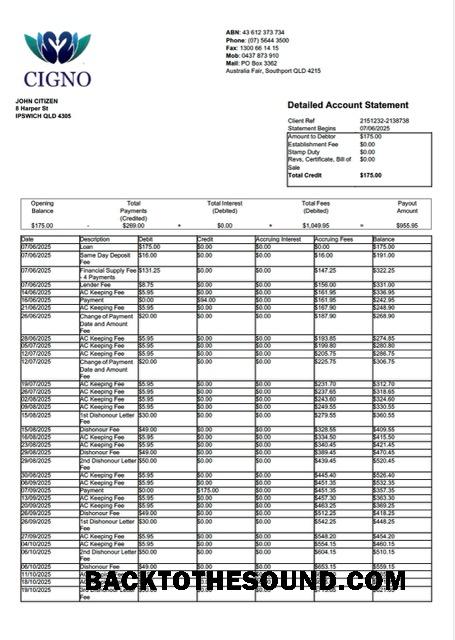 CIGNO
ABN: 43 612 373 734
Phone: (07) 5644 3500
Fax: 1300 66 14 15
Mob: 0437 873 910
Mail: PO Box 3362
Australia Fair, Southport QLD 4215
JOHN CITIZEN
8 Harper St
IPSWICH QLD 4305
Detailed Account Statement
Client Ref 2151232-2138738
Statement Begins 07/06/2025
Amount to Debtor $175.00
Establishment Fee $0.00
Stamp Duty $0.00
Revs, Certificate, Bill of Sale $0.00
Total Credit $175.00
Opening Balance Total Payments (Credited) Total Interest (Debited) Total Fees (Debited) Payout Amount
$175.00 - $269.00 + $0.00 + $1,049.95 = $955.95
Date Description Debit Credit Accruing Interest Accruing Fees Balance
07/06/2025 Loan $175.00 $0.00 $0.00 $0.00 $175.00
07/06/2025 Same Day Deposit Fee $16.00 $0.00 $0.00 $16.00 $191.00
07/06/2025 Financial Supply Fee - 4 Payments $131.25 $0.00 $0.00 $147.25 $322.25
07/06/2025 Lender Fee $8.75 $0.00 $0.00 $156.00 $331.00
14/06/2025 AC Keeping Fee $5.95 $0.00 $0.00 $161.95 $336.95
16/06/2025 Payment $0.00 $94.00 $0.00 $161.95 $242.95
21/06/2025 AC Keeping Fee $5.95 $0.00 $0.00 $167.90 $248.90
26/06/2025 Change of Payment Date and Amount Fee $20.00 $0.00 $0.00 $187.90 $268.90
28/06/2025 AC Keeping Fee $5.95 $0.00 $0.00 $193.85 $274.85
05/07/2025 AC Keeping Fee $5.95 $0.00 $0.00 $199.80 $280.80
12/07/2025 AC Keeping Fee $5.95 $0.00 $0.00 $205.75 $286.75
12/07/2025 Change of Payment Date and Amount Fee $20.00 $0.00 $0.00 $225.75 $306.75
19/07/2025 AC Keeping Fee $5.95 $0.00 $0.00 $231.70 $312.70
26/07/2025 AC Keeping Fee $5.95 $0.00 $0.00 $237.65 $318.65
02/08/2025 AC Keeping Fee $5.95 $0.00 $0.00 $243.60 $324.60
09/08/2025 AC Keeping Fee $5.95 $0.00 $0.00 $249.55 $330.55
15/08/2025 1st Dishonour Letter Fee $30.00 $0.00 $0.00 $279.55 $360.55
15/08/2025 Dishonour Fee $49.00 $0.00 $0.00 $328.55 $409.55
16/08/2025 AC Keeping Fee $5.95 $0.00 $0.00 $334.50 $415.50
23/08/2025 AC Keeping Fee $5.95 $0.00 $0.00 $340.45 $421.45
29/08/2025 Dishonour Fee $49.00 $0.00 $0.00 $389.45 $470.45
29/08/2025 2nd Dishonour Letter Fee $50.00 $0.00 $0.00 $439.45 $520.45
30/08/2025 AC Keeping Fee $5.95 $0.00 $0.00 $445.40 $526.40
06/09/2025 AC Keeping Fee $5.95 $0.00 $0.00 $451.35 $532.35
07/09/2025 Payment $0.00 $175.00 $0.00 $451.35 $357.35
13/09/2025 AC Keeping Fee $5.95 $0.00 $0.00 $457.30 $363.30
20/09/2025 AC Keeping Fee $5.95 $0.00 $0.00 $463.25 $369.25
26/09/2025 Dishonour Fee $49.00 $0.00 $0.00 $512.25 $418.25
26/09/2025 1st Dishonour Letter Fee $30.00 $0.00 $0.00 $542.25 $448.25
27/09/2025 AC Keeping Fee $5.95 $0.00 $0.00 $548.20 $454.20
04/10/2025 AC Keeping Fee $5.95 $0.00 $0.00 $554.15 $460.15
06/10/2025 2nd Dishonour Letter Fee $50.00 $0.00 $0.00 $604.15 $510.15
06/10/2025 Dishonour Fee $49.00 $0.00 $0.00 $653.15 $559.15
11/10/2025
BACKTOTHESOUND.COM
18/10/2025
19/10/2025 Fee